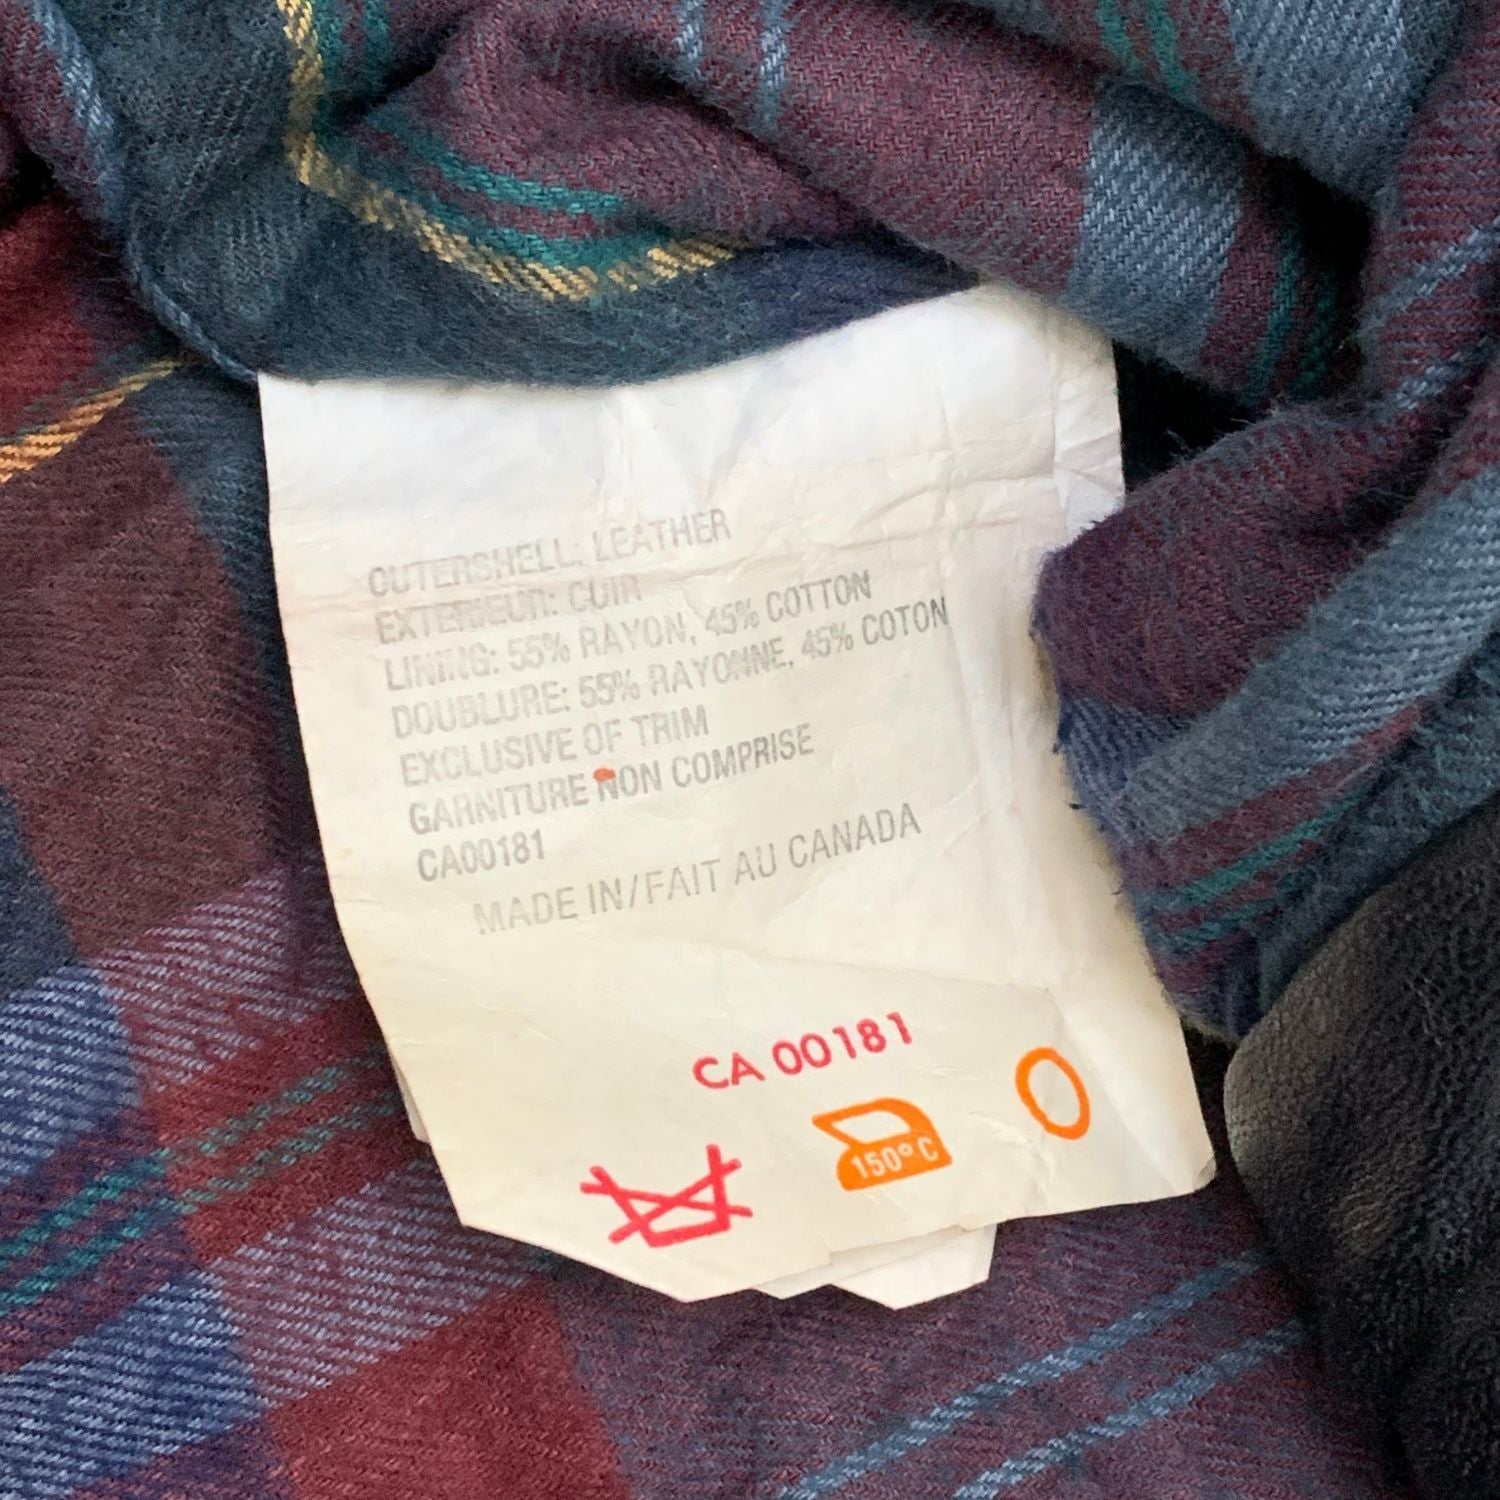 OUTERSHELL: LEATHER
EXTERIEUR: CUIR
LINING: 55% RAYON, 45% COTTON
DOUBLURE: 55% RAYONNE, 45% COTON
EXCLUSIVE OF TRIM
GARNITURE NON COMPRISE
CA00181
MADE IN/FAIT AU CANADA
CA 00181
150°C